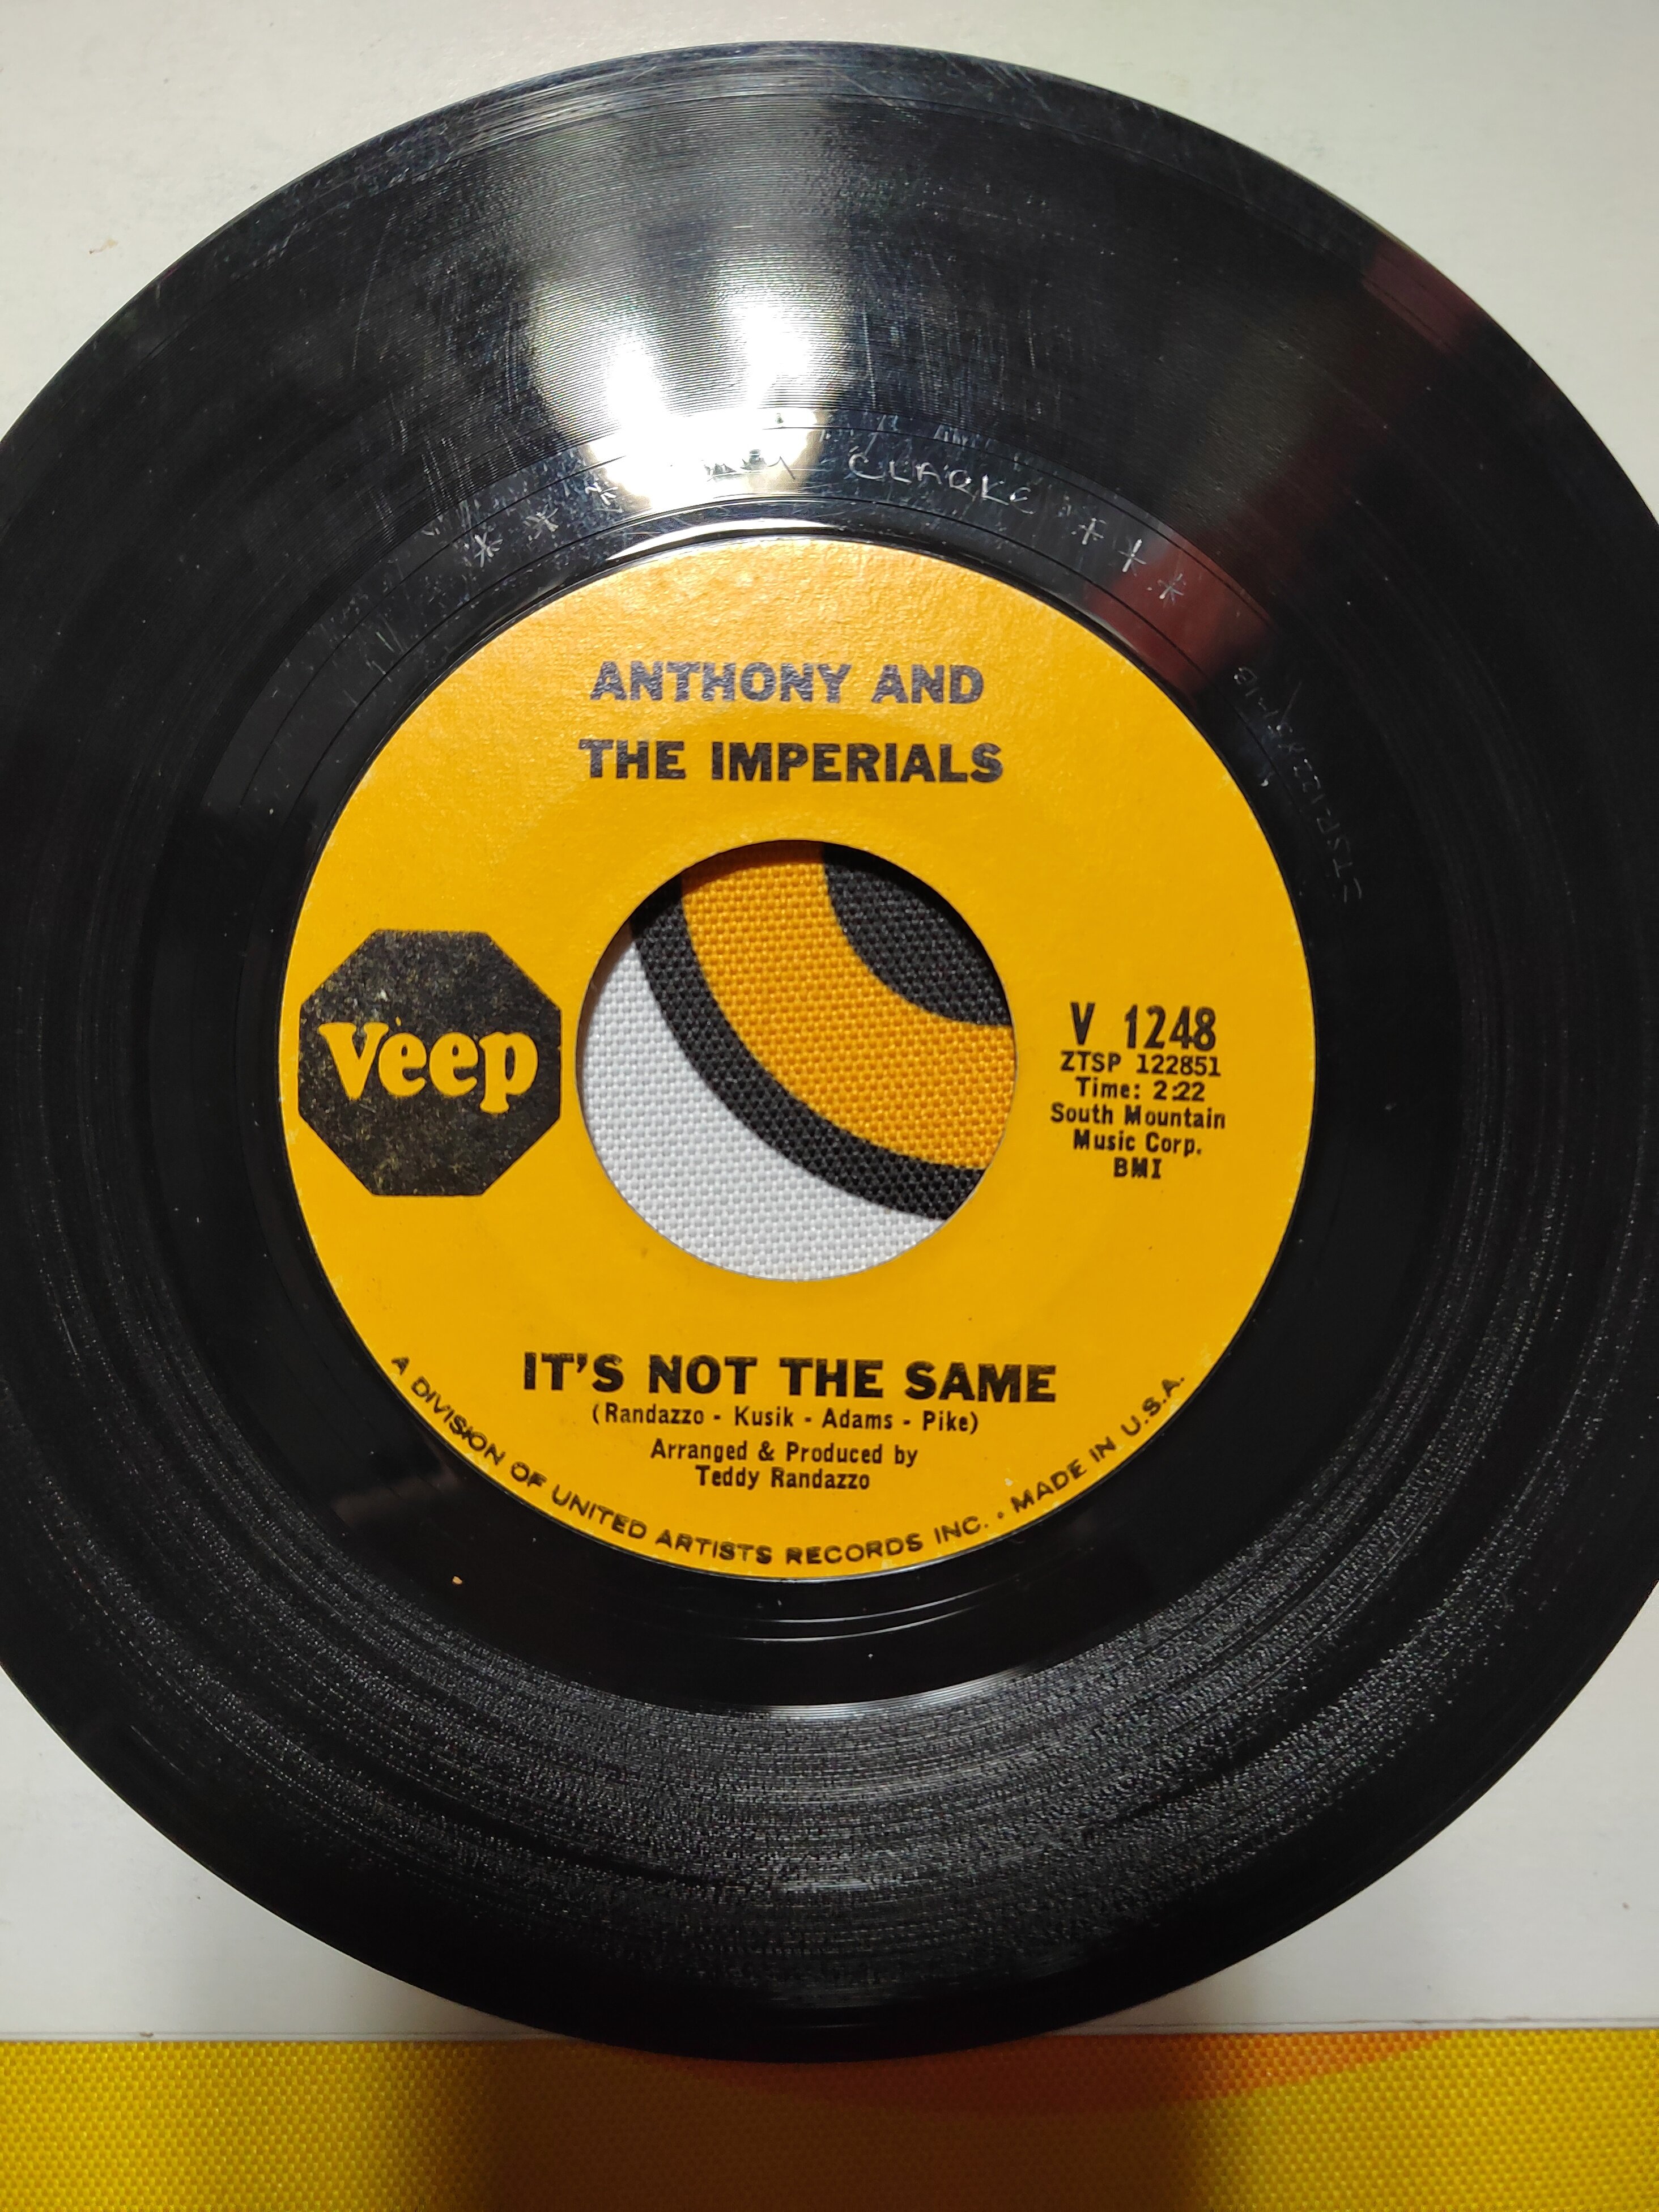 CLARKE
ANTHONY AND
THE IMPERIALS
Veep
V 1248
ZTSP 122851
Time: 2:22
South Mountain
Music Corp.
BMI
IT'S NOT THE SAME
(Randazzo - Kusik - Adams - Pike)
Arranged & Produced by
Teddy Randazzo
A DIVISION OF UNITED ARTISTS RECORDS INC. • MADE IN U.S.A.